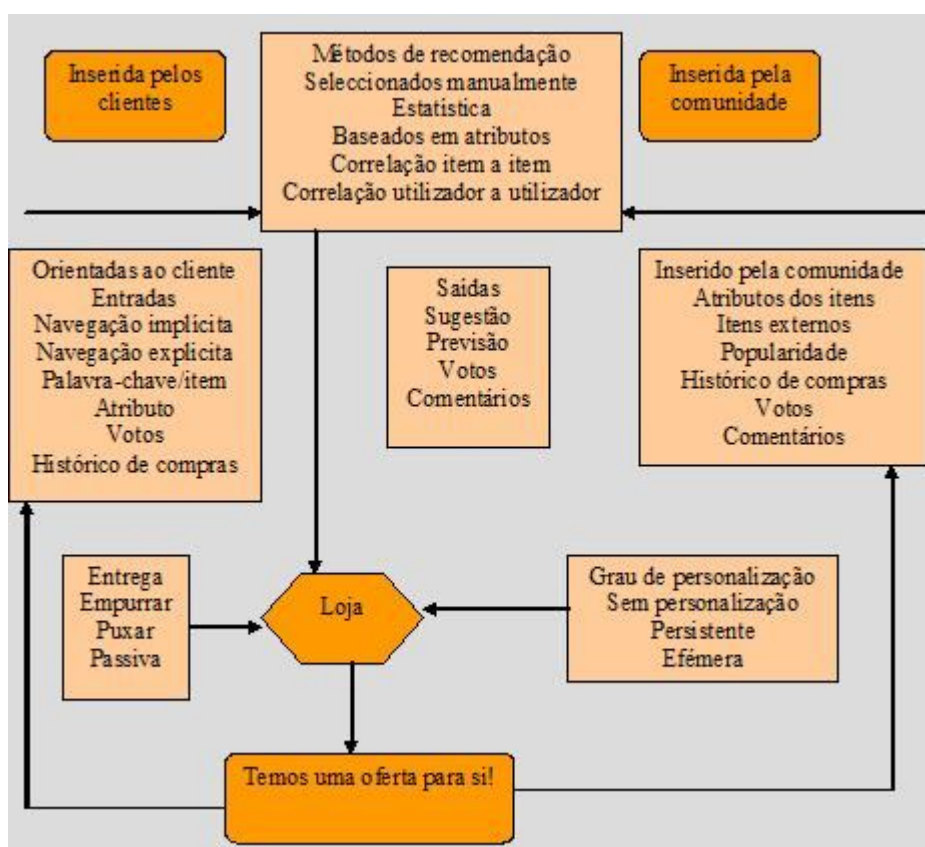 Inserida pelos
clientes
Métodos de recomendação
Seleccionados manualmente
Estatística
Baseados em atributos
Correlação item a item
Correlação utilizador a utilizador
Inserida pela
comunidade
Orientadas ao cliente
Entradas
Navegação implícita
Navegação explicita
Palavra-chave/item
Atributo
Votos
Histórico de compras
Saídas
Sugestão
Previsão
Votos
Comentários
Inserido pela comunidade
Atributos dos itens
Itens externos
Popularidade
Histórico de compras
Votos
Comentários
Entrega
Empurrar
Puxar
Passiva
Loja
Grau de personalização
Sem personalização
Persistente
Efémera
Temos uma oferta para si!